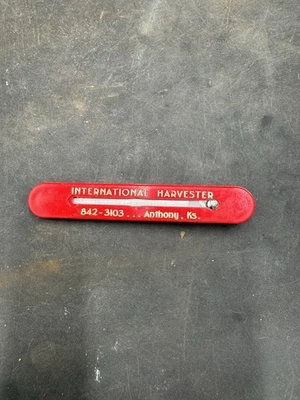 INTERNATIONAL HARVESTER
842-3103 ... Anthony, Ks.